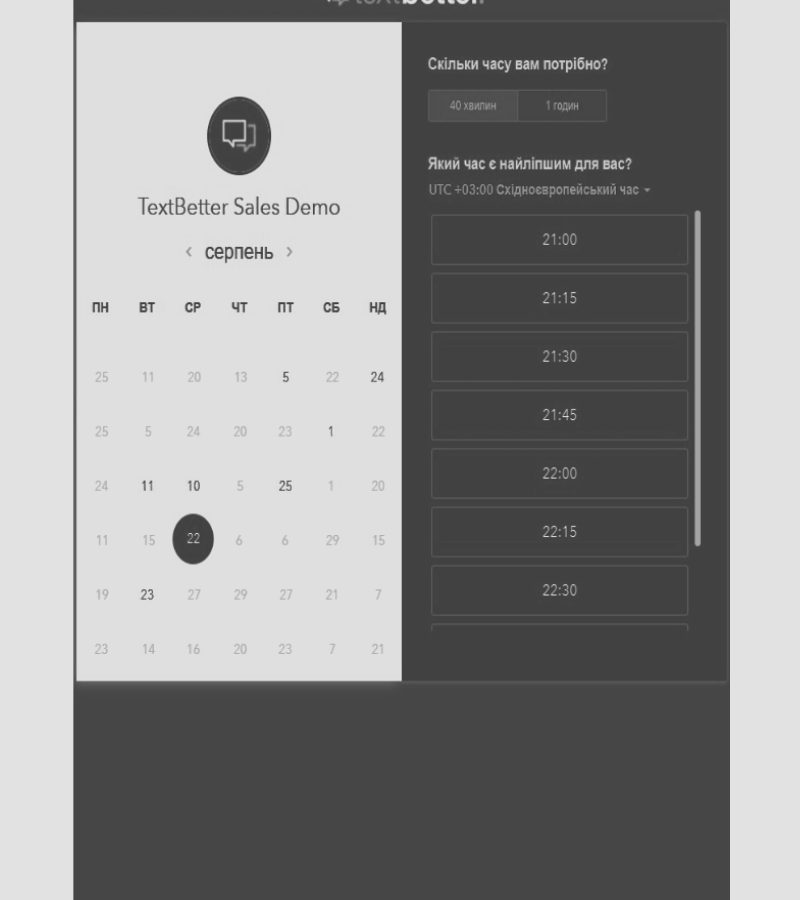 textbetter.
TextBetter Sales Demo
‹ серпень ›
ПН ВТ СР ЧТ ПТ СБ НД
25 11 20 13 5 22 24
25 5 24 20 23 1 22
24 11 10 5 25 1 20
11 15 22 6 6 29 15
19 23 27 29 27 21 7
23 14 16 20 23 7 21
Скільки часу вам потрібно?
40 хвилин 1 годин
Який час є найліпшим для вас?
UTC +03:00 Східноєвропейський час
21:00
21:15
21:30
21:45
22:00
22:15
22:30